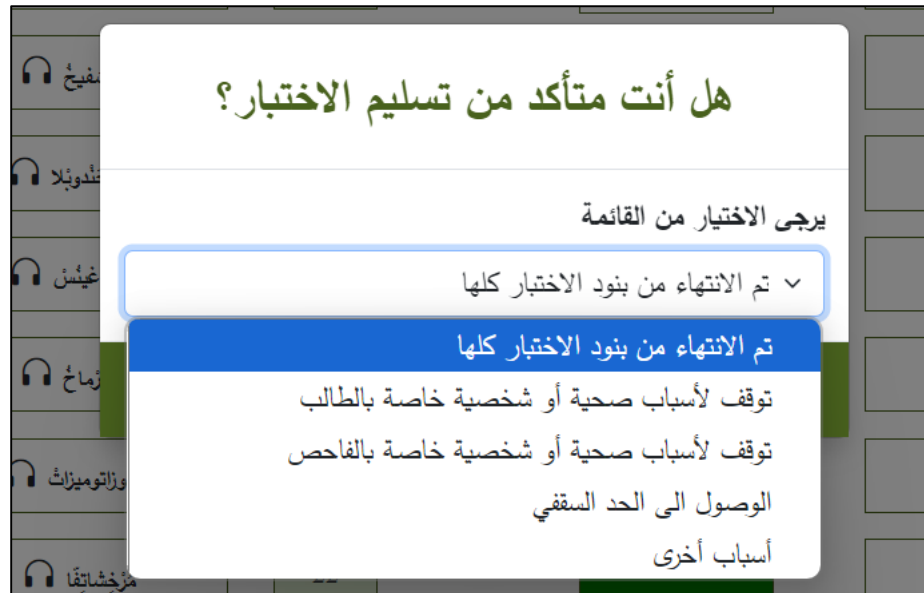 هل أنت متأكد من تسليم الاختبار؟
يرجى الاختيار من القائمة
تم الانتهاء من بنود الاختبار كلها
تم الانتهاء من بنود الاختبار كلها
توقف لأسباب صحية أو شخصية خاصة بالطالب
توقف لأسباب صحية أو شخصية خاصة بالفاحص
الوصول الى الحد السقفي
أسباب أخرى